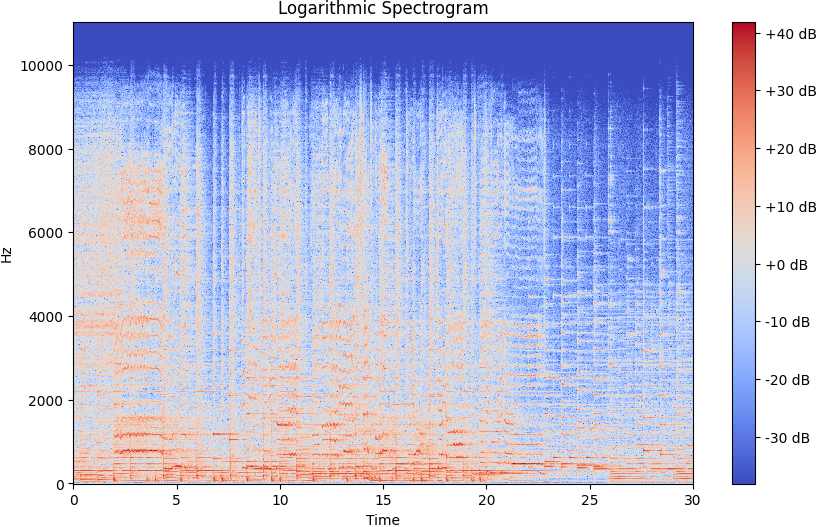 Logarithmic Spectrogram
Hz
10000
8000
6000
4000
2000
0
0 5 10 15 20 25 30
Time
+40 dB
+30 dB
+20 dB
+10 dB
+0 dB
-10 dB
-20 dB
-30 dB